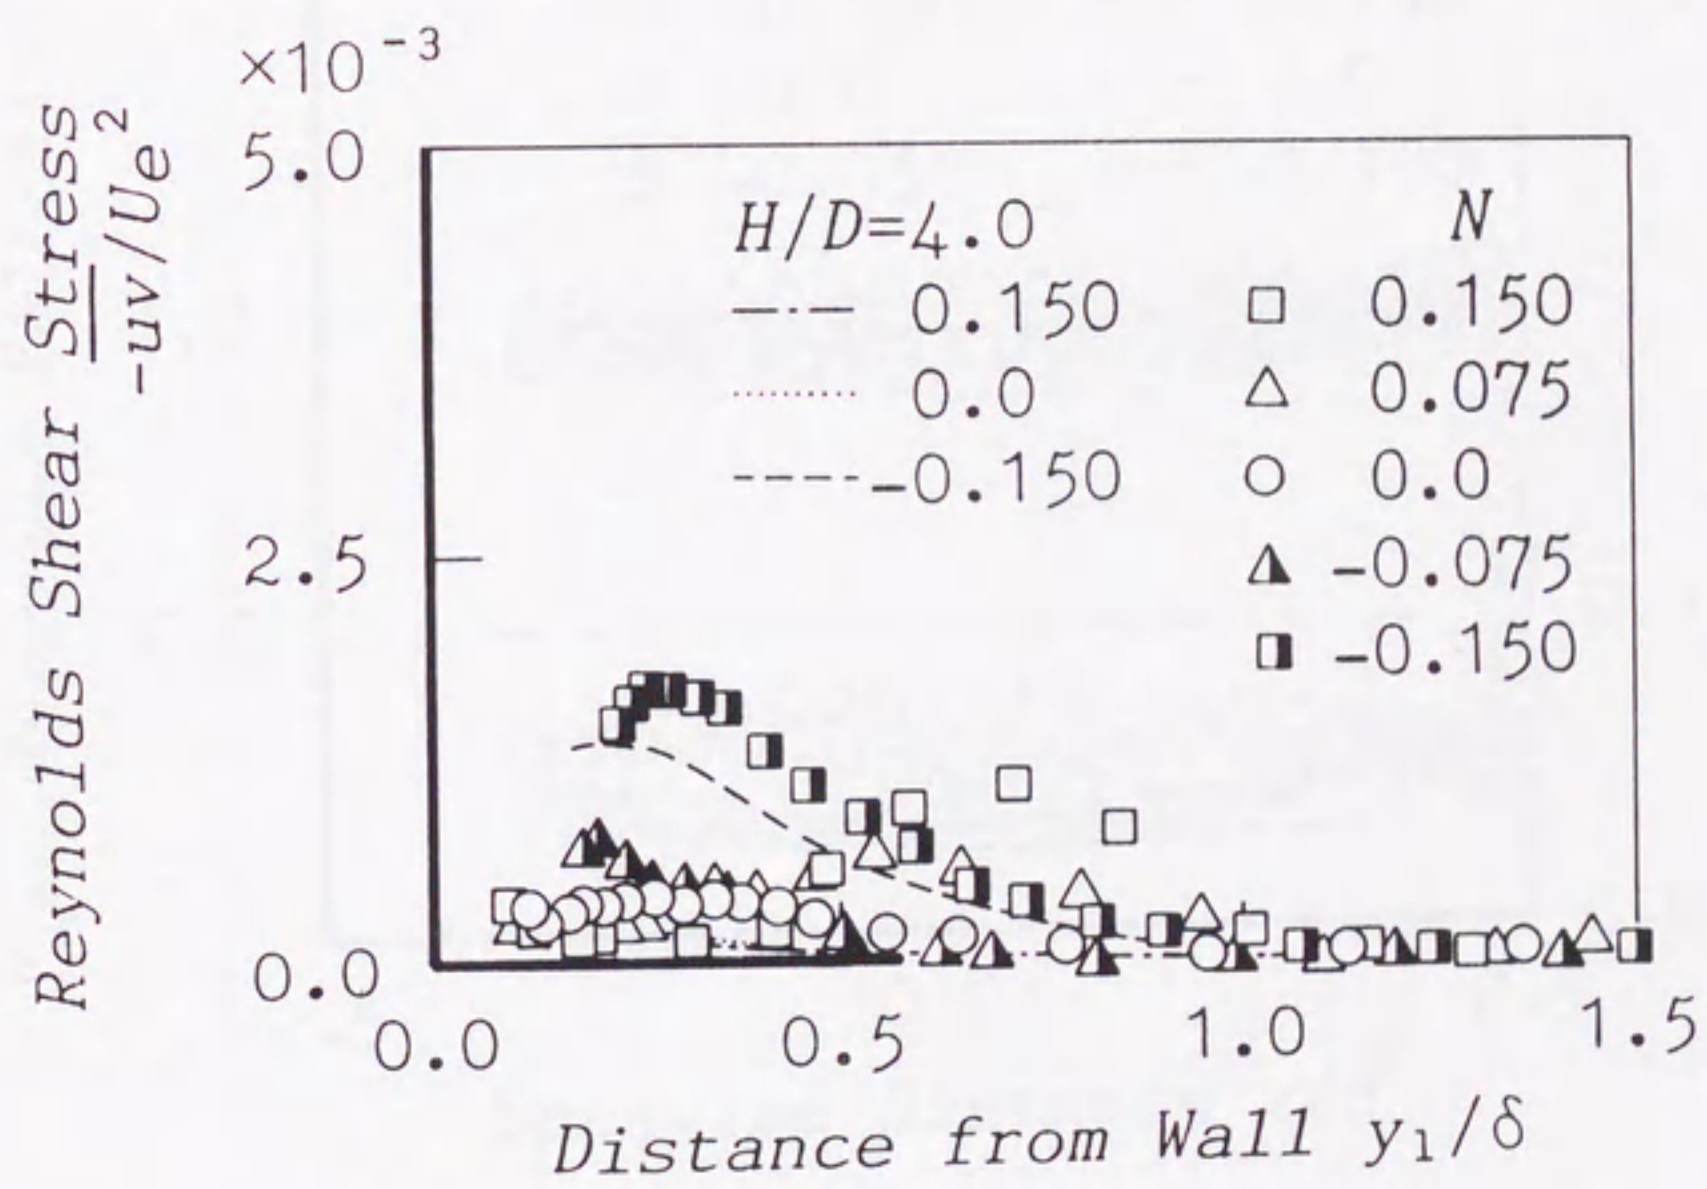 ×10⁻³
5.0
2.5
0.0
Reynolds Shear Stress
-uv/Ue²
H/D=4.0
0.150
0.0
-0.150
N
0.150
0.075
0.0
-0.075
-0.150
0.0 0.5 1.0 1.5
Distance from Wall y₁/δ